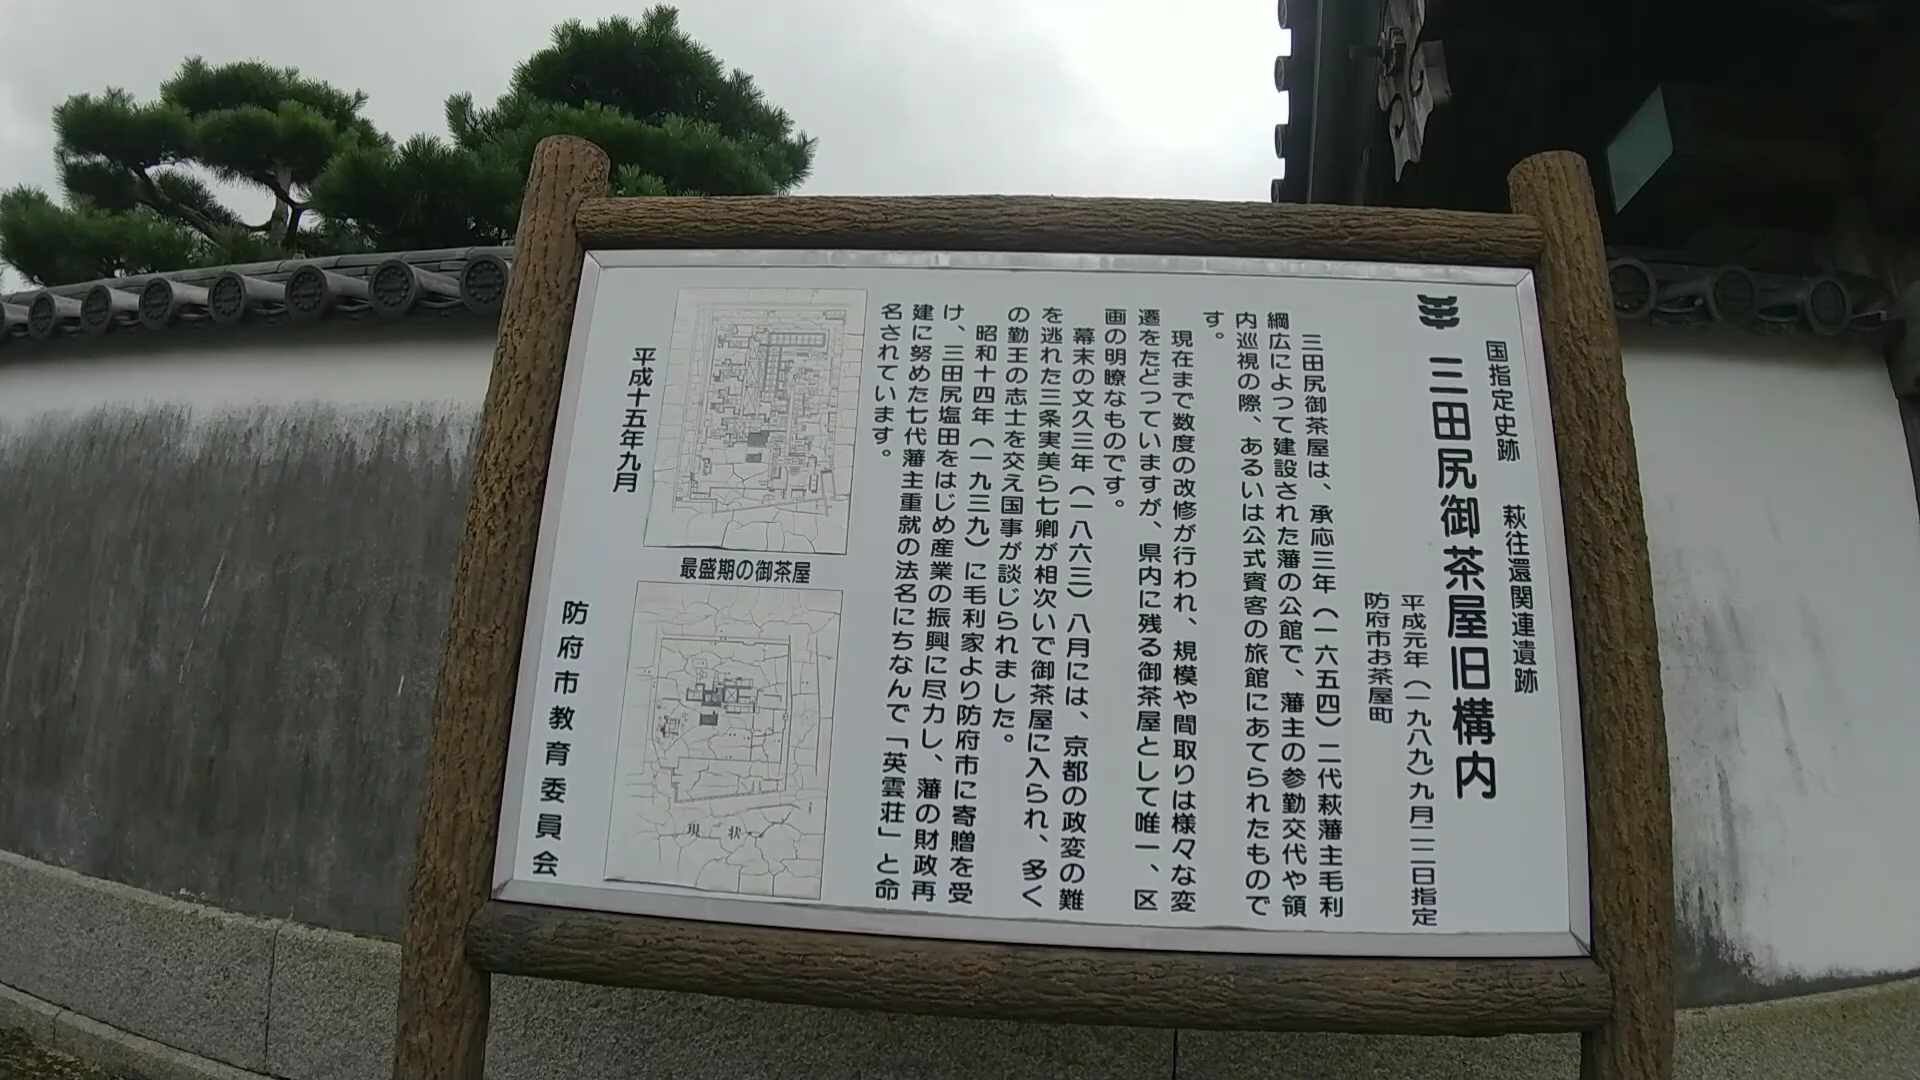 国指定史跡　萩往還関連遺跡
三田尻御茶屋旧構内
平成元年（一九八九）九月二二日指定
防府市お茶屋町
三田尻御茶屋は、承応三年（一六五四）二代萩藩主毛利
綱広によって建設された藩の公館で、藩主の参勤交代や領
内巡視の際、あるいは公式賓客の旅館にあてられたもので
す。
現在まで数度の改修が行われ、規模や間取りは様々な変
遷をたどっていますが、県内に残る御茶屋として唯一、区
画の明瞭なものです。
幕末の文久三年（一八六三）八月には、京都の政変の難
を逃れた三条実美ら七卿が相次いで御茶屋に入られ、多く
の勤王の志士を交え国事が談じられました。
昭和十四年（一九三九）に毛利家より防府市に寄贈を受
け、三田尻塩田をはじめ産業の振興に尽力し、藩の財政再
建に努めた七代藩主重就の法名にちなんで「英雲荘」と命
名されています。
最盛期の御茶屋
現状
平成十五年九月
防府市教育委員会